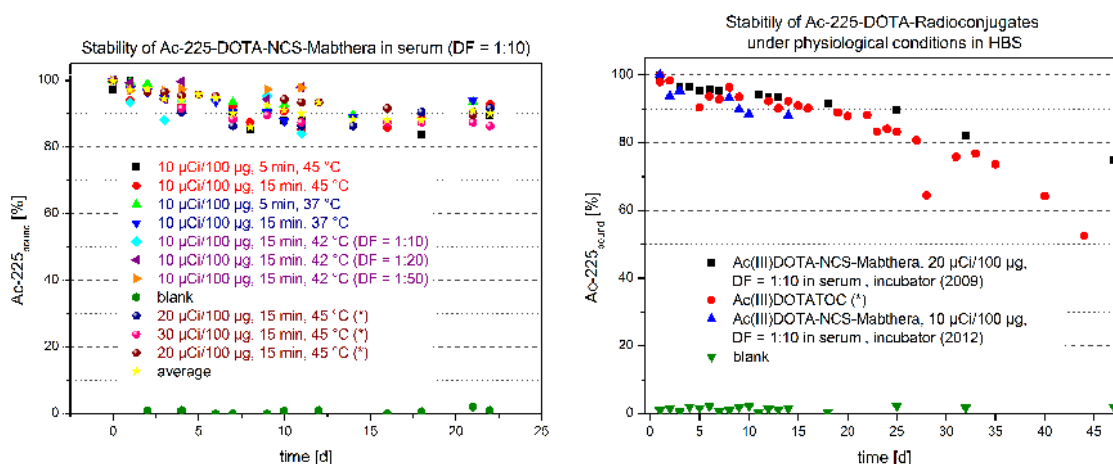 Stability of Ac-225-DOTA-NCS-Mabthera in serum (DF = 1:10)
100
80
60
40
20
0
Ac-225bound [%]
10 µCi/100 µg, 5 min, 45 °C
10 µCi/100 µg, 15 min, 45 °C
10 µCi/100 µg, 5 min, 37 °C
10 µCi/100 µg, 15 min, 37 °C
10 µCi/100 µg, 15 min, 42 °C (DF = 1:10)
10 µCi/100 µg, 15 min, 42 °C (DF = 1:20)
10 µCi/100 µg, 15 min, 42 °C (DF = 1:50)
blank
20 µCi/100 µg, 15 min, 45 °C (*)
30 µCi/100 µg, 15 min, 45 °C (*)
20 µCi/100 µg, 15 min, 45 °C (*)
average
0 5 10 15 20 25
time [d]
Stabitily of Ac-225-DOTA-Radioconjugates
under physiological conditions in HBS
100
80
60
40
20
0
Ac-225bound [%]
Ac(III)DOTA-NCS-Mabthera, 20 µCi/100 µg,
DF = 1:10 in serum , incubator (2009)
Ac(III)DOTATOC (*)
Ac(III)DOTA-NCS-Mabthera, 10 µCi/100 µg,
DF = 1:10 in serum , incubator (2012)
blank
0 5 10 15 20 25 30 35 40 45
time [d]